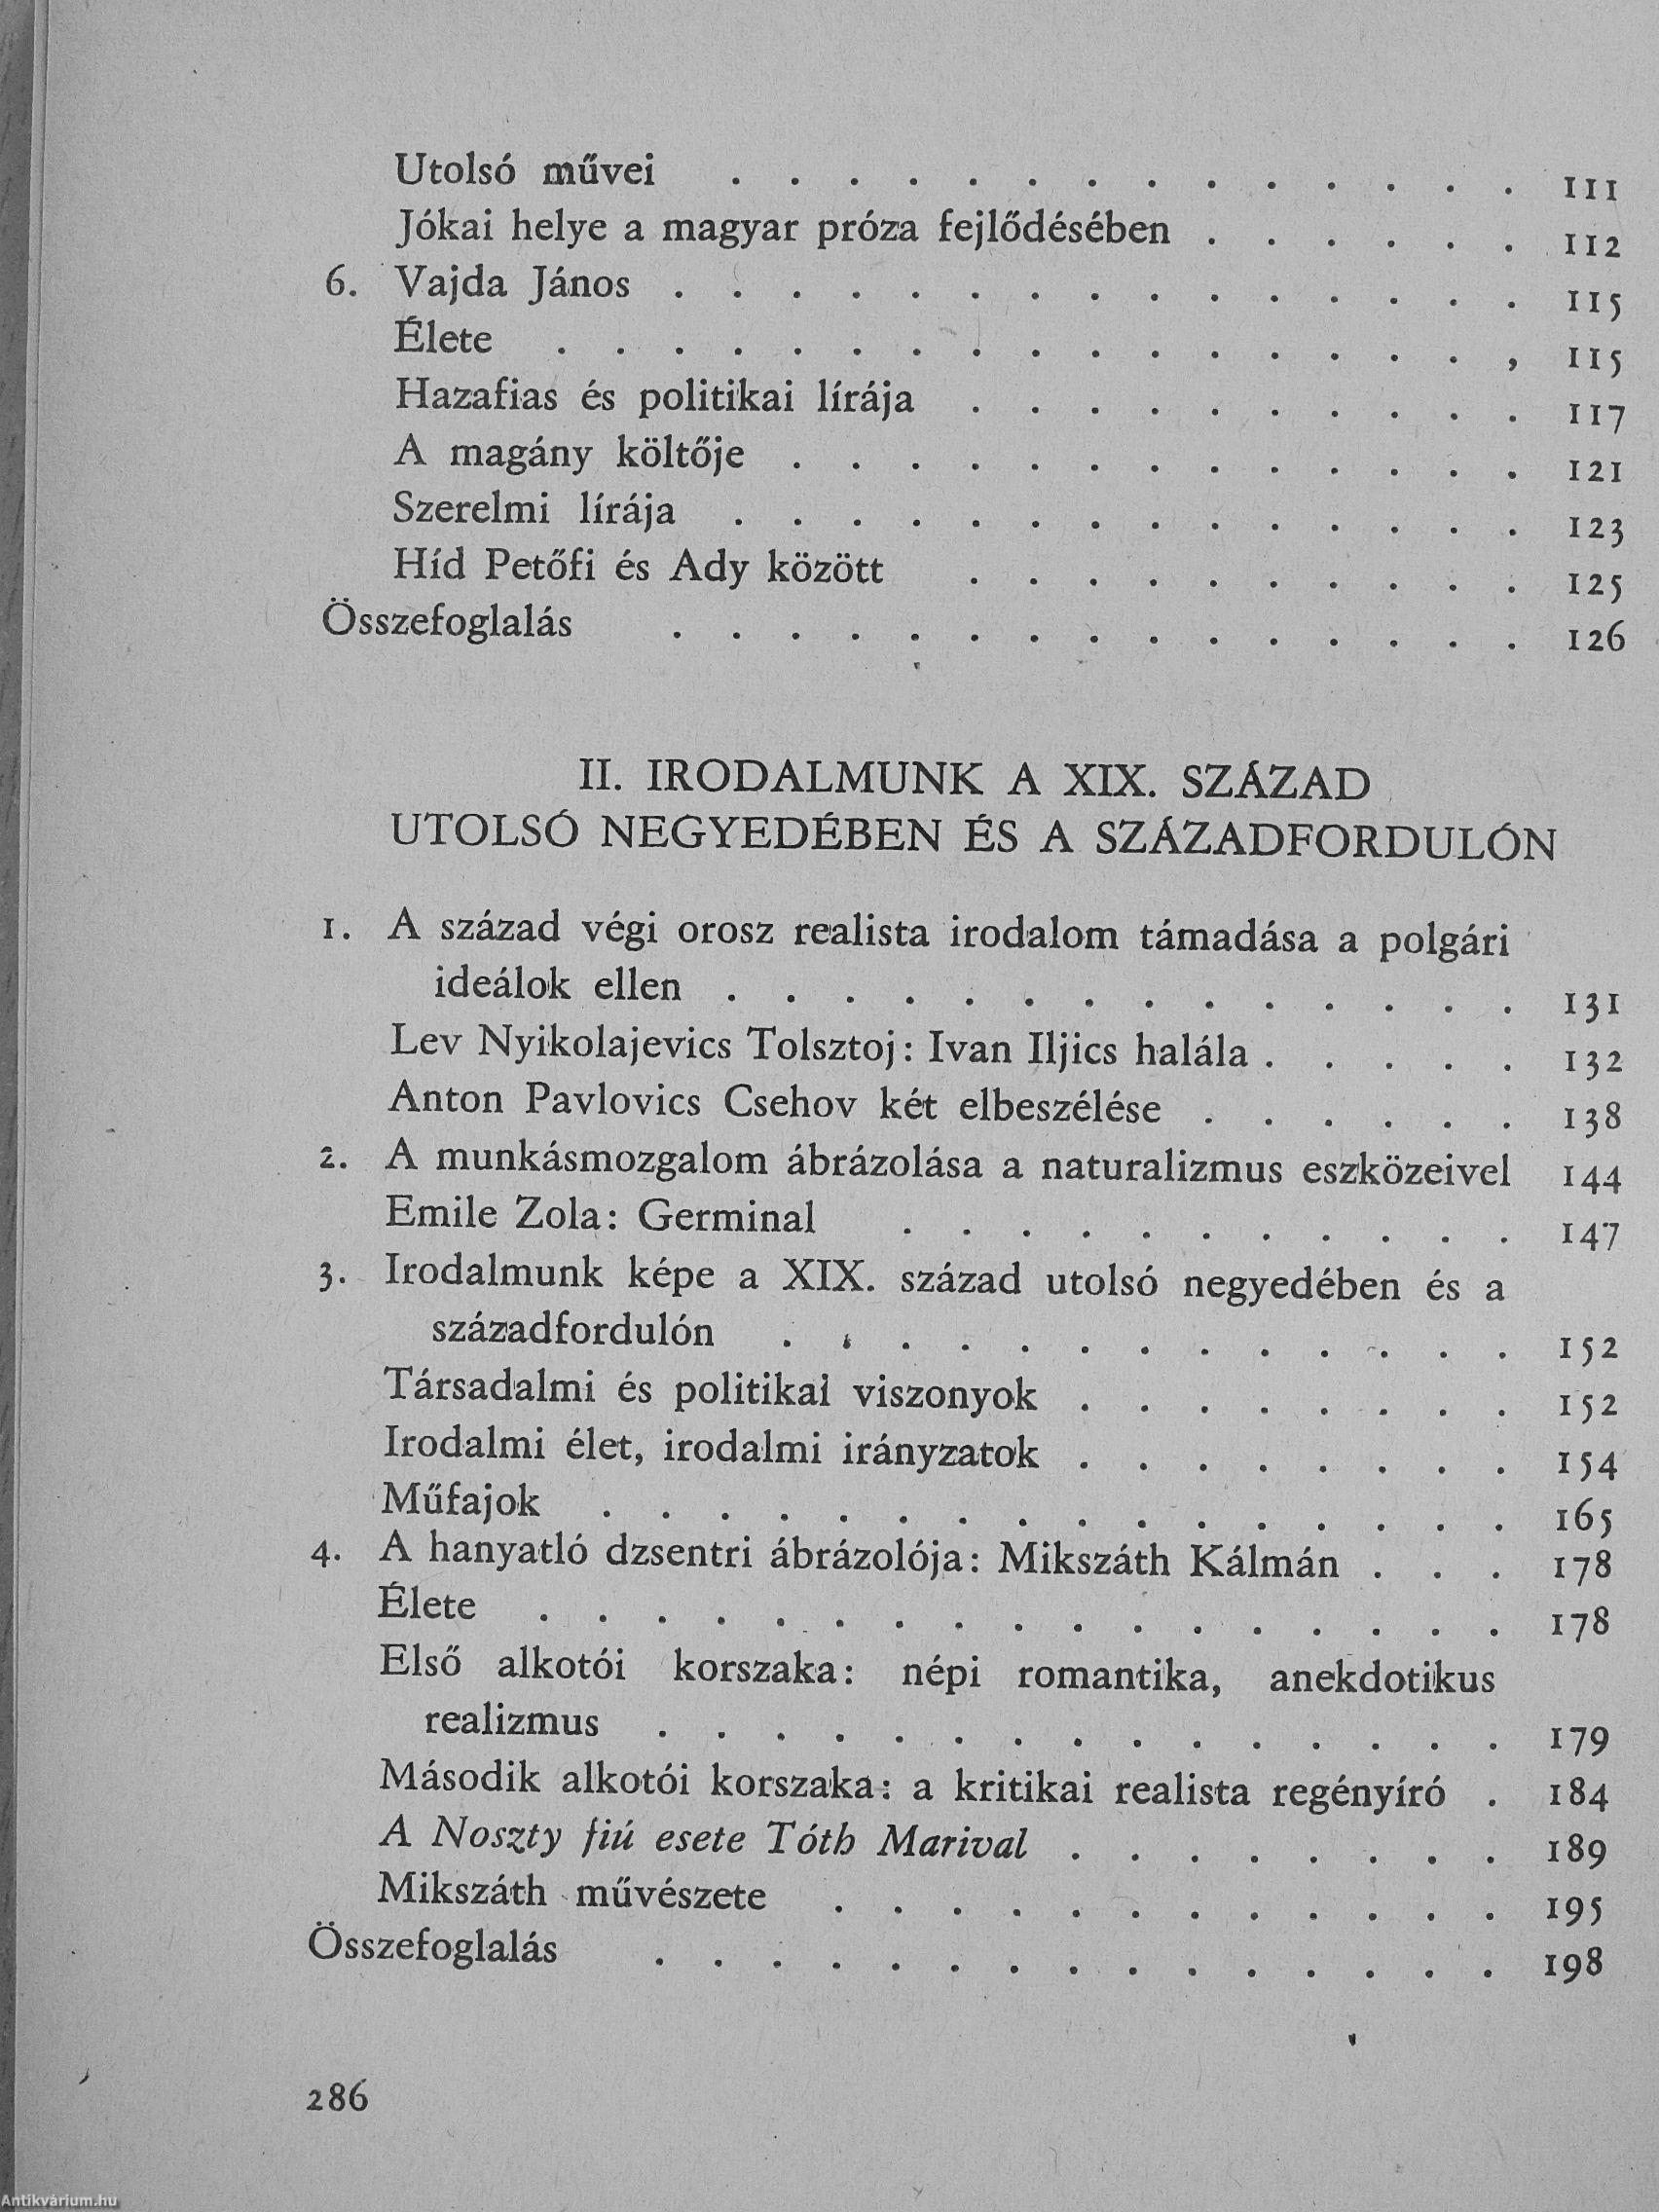 Utolsó művei . . . . . . . . . . . . . . 111
Jókai helye a magyar próza fejlődésében . . . . . . 112
6. Vajda János . . . . . . . . . . . . . . . 115
Élete . . . . . . . . . . . . . . . . , 115
Hazafias és politikai lírája . . . . . . . . . . 117
A magány költője . . . . . . . . . . . . . 121
Szerelmi lírája . . . . . . . . . . . . . . 123
Híd Petőfi és Ady között . . . . . . . . . . 125
Összefoglalás . . . . . . . . . . . . . . . 126
II. IRODALMUNK A XIX. SZÁZAD
UTOLSÓ NEGYEDÉBEN ÉS A SZÁZADFORDULÓN
1. A század végi orosz realista irodalom támadása a polgári
ideálok ellen . . . . . . . . . . . . . . 131
Lev Nyikolajevics Tolsztoj: Ivan Iljics halála . . . . . 132
Anton Pavlovics Csehov két elbeszélése . . . . . . 138
2. A munkásmozgalom ábrázolása a naturalizmus eszközeivel 144
Emile Zola: Germinal . . . . . . . . . . . 147
3. Irodalmunk képe a XIX. század utolsó negyedében és a
századfordulón . . . . . . . . . . . . . 152
Társadalmi és politikai viszonyok . . . . . . . . 152
Irodalmi élet, irodalmi irányzatok . . . . . . . . 154
Műfajok . . . . . . . . . . . . . . . . 165
4. A hanyatló dzsentri ábrázolója: Mikszáth Kálmán . . . 178
Élete . . . . . . . . . . . . . . . . . 178
Első alkotói korszaka: népi romantika, anekdotikus
realizmus . . . . . . . . . . . . . . . 179
Második alkotói korszaka: a kritikai realista regényíró . 184
A Noszty fiú esete Tóth Marival . . . . . . . . 189
Mikszáth művészete . . . . . . . . . . . . 195
Összefoglalás . . . . . . . . . . . . . . . 198
286
Antikvárium.hu